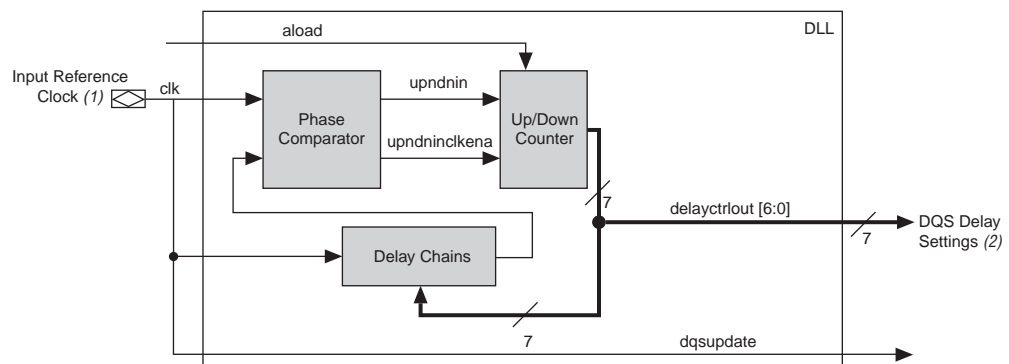 DLL
aload
Input Reference
Clock (1)
clk
upndnin
Phase
Comparator
Up/Down
Counter
upndninclkena
7
delayctrlout [6:0]
7
DQS Delay
Settings (2)
Delay Chains
7
dqsupdate